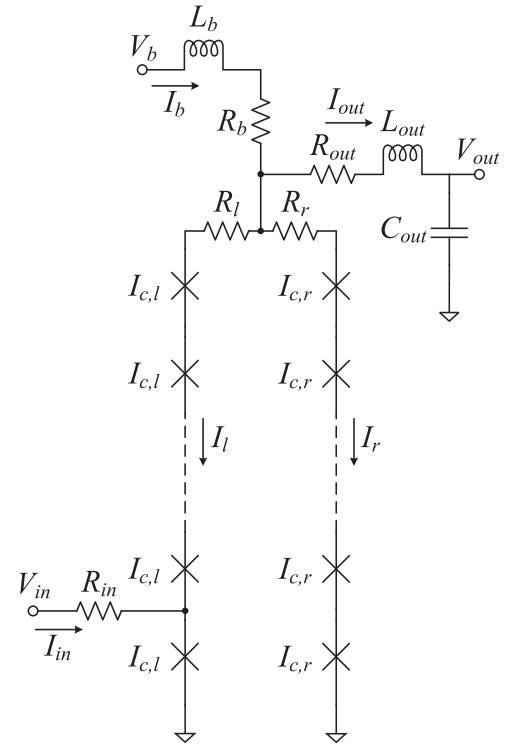 L_b
V_b
I_b
R_b
I_out
L_out
R_out
V_out
R_l
R_r
C_out
I_c,l
I_c,r
I_c,l
I_c,r
I_l
I_r
I_c,l
I_c,r
V_in
R_in
I_in
I_c,l
I_c,r